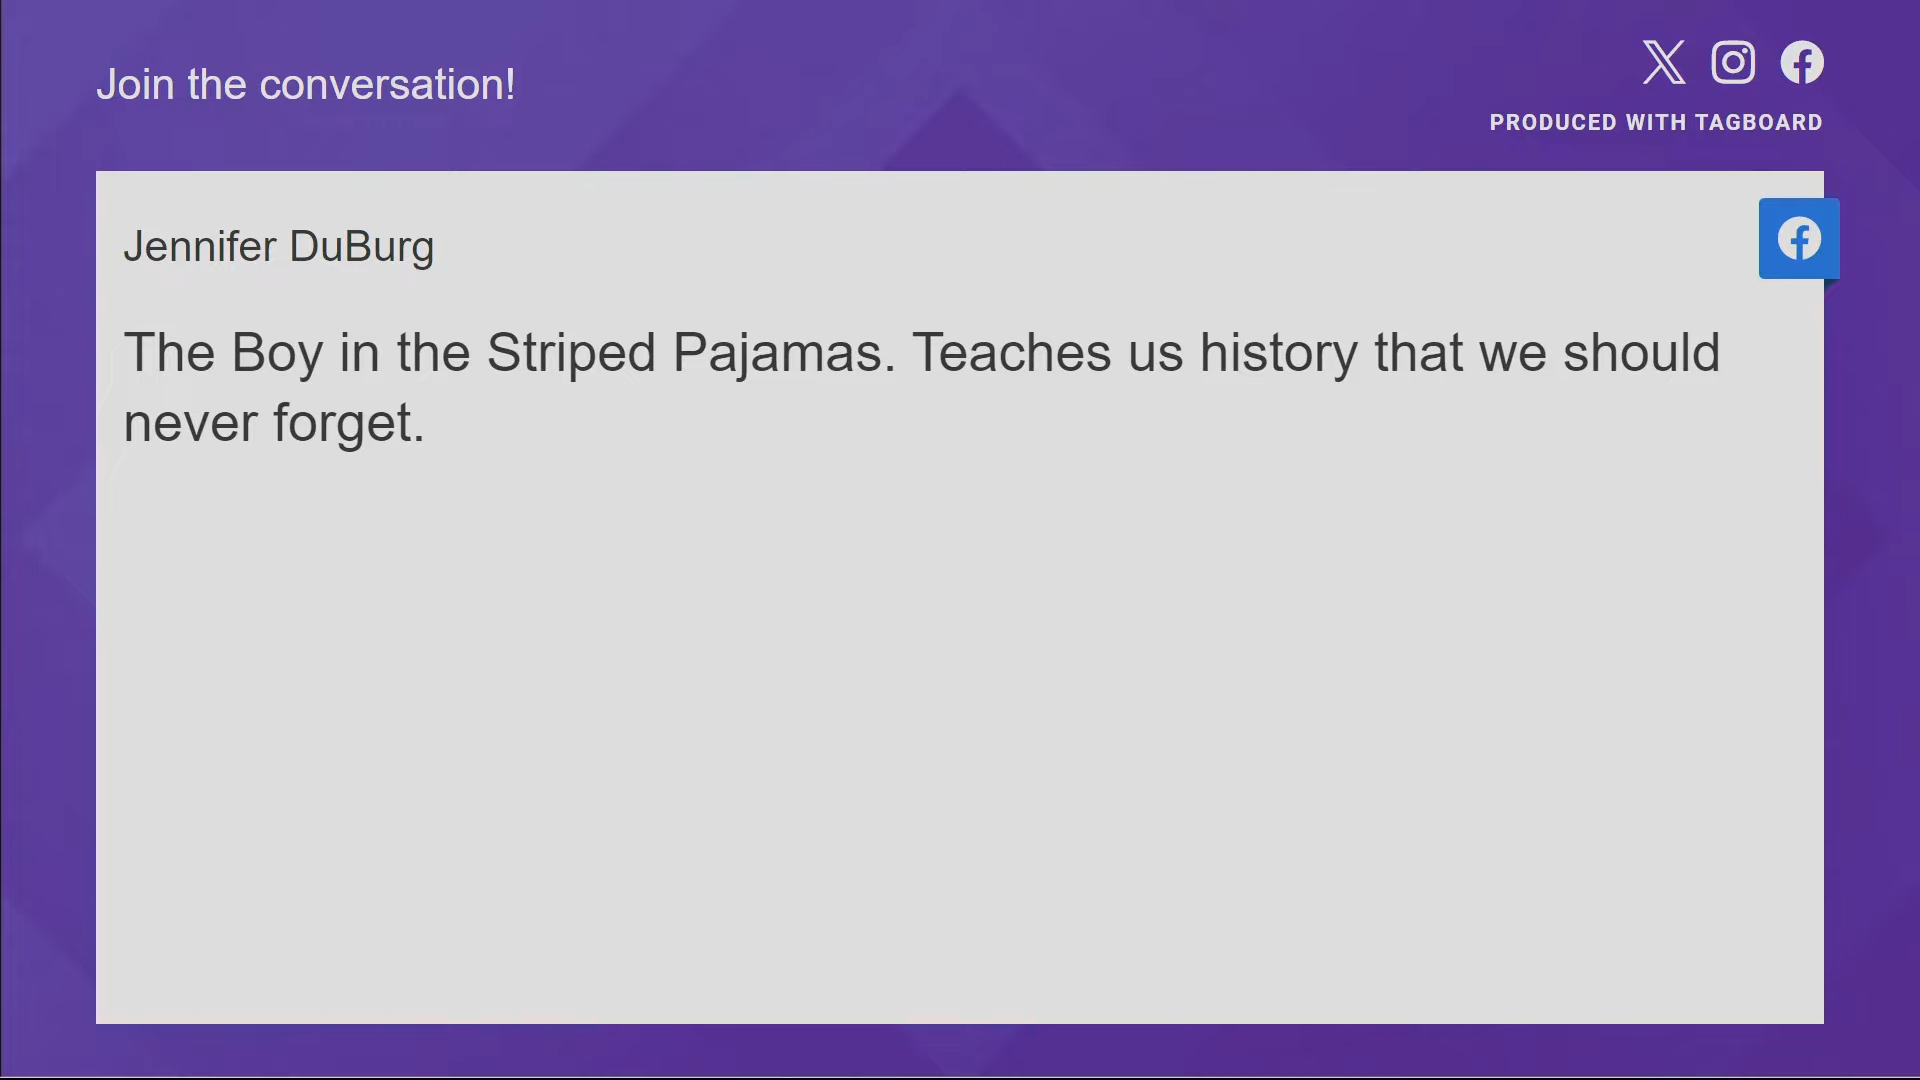 Join the conversation!
PRODUCED WITH TAGBOARD
Jennifer DuBurg
The Boy in the Striped Pajamas. Teaches us history that we should
never forget.